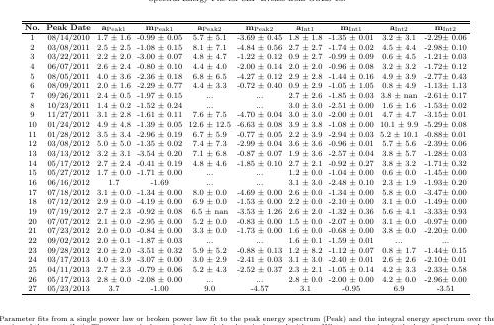 No. Peak Date aPeak1 mPeak1 aPeak2 mPeak2 aInt1 mInt1 aInt2 mInt2
1 08/14/2010 1.7 ± 1.6 -0.99 ± 0.05 5.7 ± 5.1 -3.69 ± 0.45 1.8 ± 1.8 -1.35 ± 0.01 3.2 ± 3.1 -2.29 ± 0.06
2 03/08/2011 2.5 ± 2.5 -1.08 ± 0.15 8.1 ± 7.1 -4.84 ± 0.56 2.7 ± 2.7 -1.74 ± 0.02 4.5 ± 4.4 -2.98 ± 0.10
3 03/22/2011 2.2 ± 2.0 -3.00 ± 0.07 4.8 ± 4.7 -1.22 ± 0.12 0.9 ± 2.7 -0.99 ± 0.09 0.6 ± 4.5 -1.21 ± 0.03
4 06/07/2011 2.6 ± 2.4 -0.80 ± 0.10 4.4 ± 4.0 -2.00 ± 0.14 2.0 ± 2.0 -0.96 ± 0.08 3.2 ± 3.2 -1.72 ± 0.12
5 08/05/2011 4.0 ± 3.6 -2.36 ± 0.18 6.8 ± 6.5 -4.27 ± 0.12 2.9 ± 2.8 -1.44 ± 0.16 4.9 ± 3.9 -2.77 ± 0.43
6 08/09/2011 2.0 ± 1.6 -2.29 ± 0.77 4.4 ± 3.3 -0.72 ± 0.40 0.9 ± 2.9 -1.05 ± 1.05 0.8 ± 4.9 -1.13 ± 1.13
7 09/26/2011 2.4 ± 0.5 -1.97 ± 0.15 ... ... 2.7 ± 2.6 -1.85 ± 0.03 3.8 ± nan -2.61 ± 0.17
8 10/23/2011 1.4 ± 0.2 -1.52 ± 0.24 ... ... 3.0 ± 3.0 -2.51 ± 0.00 1.6 ± 1.6 -1.53 ± 0.02
9 11/27/2011 3.1 ± 2.8 -1.61 ± 0.11 7.6 ± 7.5 -4.70 ± 0.04 3.0 ± 3.0 -2.00 ± 0.01 4.7 ± 4.7 -3.15 ± 0.01
10 01/24/2012 4.9 ± 4.8 -1.39 ± 0.05 12.6 ± 12.5 -6.63 ± 0.08 3.9 ± 3.8 -1.08 ± 0.00 10.1 ± 9.9 -5.29 ± 0.08
11 01/28/2012 3.5 ± 3.4 -2.96 ± 0.19 6.7 ± 5.9 -0.77 ± 0.05 2.2 ± 3.9 -2.94 ± 0.03 5.2 ± 10.1 -0.88 ± 0.01
12 03/08/2012 5.0 ± 5.0 -1.35 ± 0.02 7.4 ± 7.3 -2.99 ± 0.04 3.6 ± 3.6 -0.96 ± 0.01 5.7 ± 5.6 -2.39 ± 0.06
13 03/13/2012 3.2 ± 3.1 -3.54 ± 0.20 7.1 ± 6.8 -0.87 ± 0.07 1.9 ± 3.6 -2.57 ± 0.04 3.8 ± 5.7 -1.28 ± 0.03
14 05/17/2012 2.7 ± 2.4 -0.41 ± 0.19 4.8 ± 4.6 -1.85 ± 0.10 2.7 ± 2.1 -0.92 ± 0.27 3.8 ± 3.2 -1.71 ± 0.32
15 05/27/2012 1.7 ± 0.0 -1.71 ± 0.00 ... ... 1.2 ± 0.0 -1.04 ± 0.00 0.6 ± 0.0 -1.45 ± 0.00
16 06/16/2012 1.7 -1.69 ... ... 3.1 ± 3.0 -2.48 ± 0.10 2.3 ± 1.9 -1.93 ± 0.20
17 07/18/2012 3.1 ± 0.0 -1.34 ± 0.00 8.0 ± 0.0 -4.69 ± 0.00 2.6 ± 0.0 -1.34 ± 0.00 5.8 ± 0.0 -3.47 ± 0.00
18 07/12/2012 2.9 ± 0.0 -4.19 ± 0.00 6.9 ± 0.0 -1.53 ± 0.00 2.2 ± 0.0 -2.10 ± 0.00 3.1 ± 0.0 -1.49 ± 0.00
19 07/19/2012 2.7 ± 2.3 -0.92 ± 0.08 6.5 ± nan -3.53 ± 1.26 2.6 ± 2.0 -1.32 ± 0.36 5.6 ± 4.1 -3.33 ± 0.93
20 07/07/2012 2.1 ± 0.0 -2.95 ± 0.00 5.2 ± 0.0 -0.83 ± 0.00 1.5 ± 0.0 -2.07 ± 0.00 3.1 ± 0.0 -0.97 ± 0.00
21 07/23/2012 2.0 ± 0.0 -0.84 ± 0.00 3.3 ± 0.0 -1.73 ± 0.00 1.6 ± 0.0 -0.68 ± 0.00 3.8 ± 0.0 -2.20 ± 0.00
22 09/02/2012 2.0 ± 0.1 -1.87 ± 0.03 ... ... 1.6 ± 0.1 -1.59 ± 0.01 ... ...
23 09/28/2012 2.0 ± 2.0 -3.51 ± 0.32 5.9 ± 5.2 -0.88 ± 0.13 1.2 ± 8.2 -1.12 ± 0.07 0.8 ± 1.7 -1.44 ± 0.15
24 03/17/2013 4.0 ± 3.9 -3.07 ± 0.00 3.0 ± 2.9 -2.41 ± 0.03 3.1 ± 3.0 -2.40 ± 0.01 2.6 ± 2.6 -2.10 ± 0.01
25 04/11/2013 2.7 ± 2.3 -0.79 ± 0.06 5.2 ± 4.3 -2.52 ± 0.37 2.3 ± 2.1 -1.05 ± 0.14 4.2 ± 3.3 -2.33 ± 0.58
26 05/17/2013 2.8 ± 0.0 -2.08 ± 0.00 ... ... 2.8 ± 0.0 -2.00 ± 0.00 4.2 ± 0.0 -2.96 ± 0.00
27 05/23/2013 3.7 -1.00 9.0 -4.57 3.1 -0.95 6.9 -3.51
Parameter fits from a single power law or broken power law fit to the peak energy spectrum (Peak) and the integral energy spectrum over the